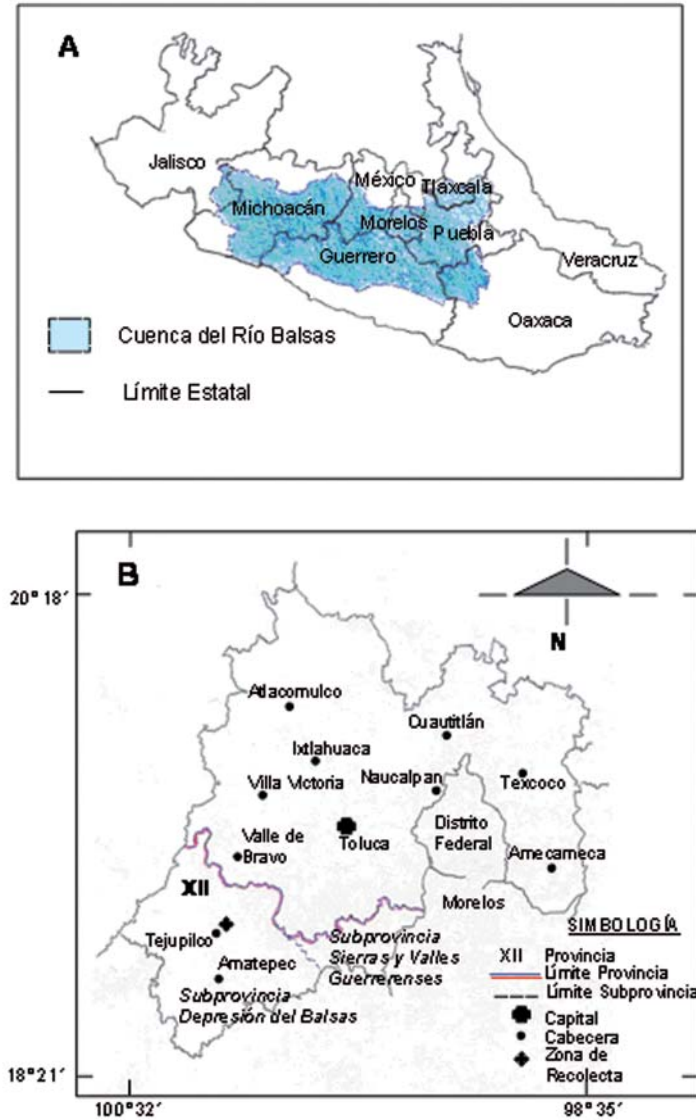 A
Jalisco
México
Tlaxcala
Michoacán
Morelos
Puebla
Guerrero
Veracruz
Oaxaca
Cuenca del Río Balsas
Límite Estatal
B
20° 18'
N
Atlacomulco
Cuautitlán
Ixtlahuaca
Naucalpan
Texcoco
Villa Victoria
Distrito
Federal
Toluca
Valle de
Bravo
Amecameca
XII
Morelos
SIMBOLOGÍA
Tejupilco
Subprovincia
Sierras y Valles
Guerrerenses
XII Provincia
Límite Provincia
Amatepec
Límite Subprovincia
Subprovincia
Depresión del Balsas
Capital
Cabecera
Zona de
Recolecta
18° 21'
100° 32'
98° 35'